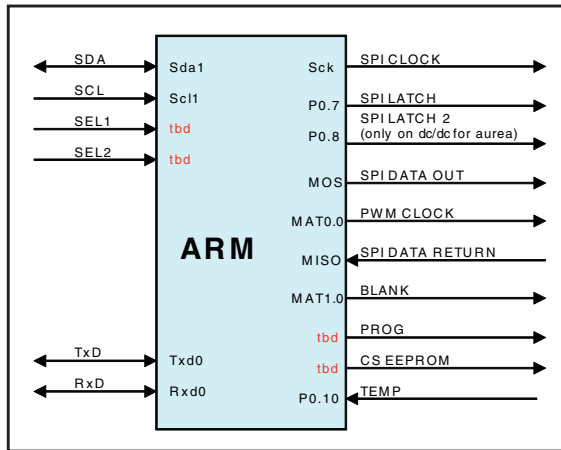 SDA Sda1 Sck SPI CLOCK
SCL Scl1 P0.7 SPI LATCH
SEL1 tbd P0.8 SPI LATCH 2
(only on dc/dc for aurea)
SEL2 tbd
MOS SPI DATA OUT
MAT0.0 PWM CLOCK
ARM MISO SPI DATA RETURN
MAT1.0 BLANK
tbd PROG
TxD Txd0 tbd CS EEPROM
RxD Rxd0 P0.10 TEMP